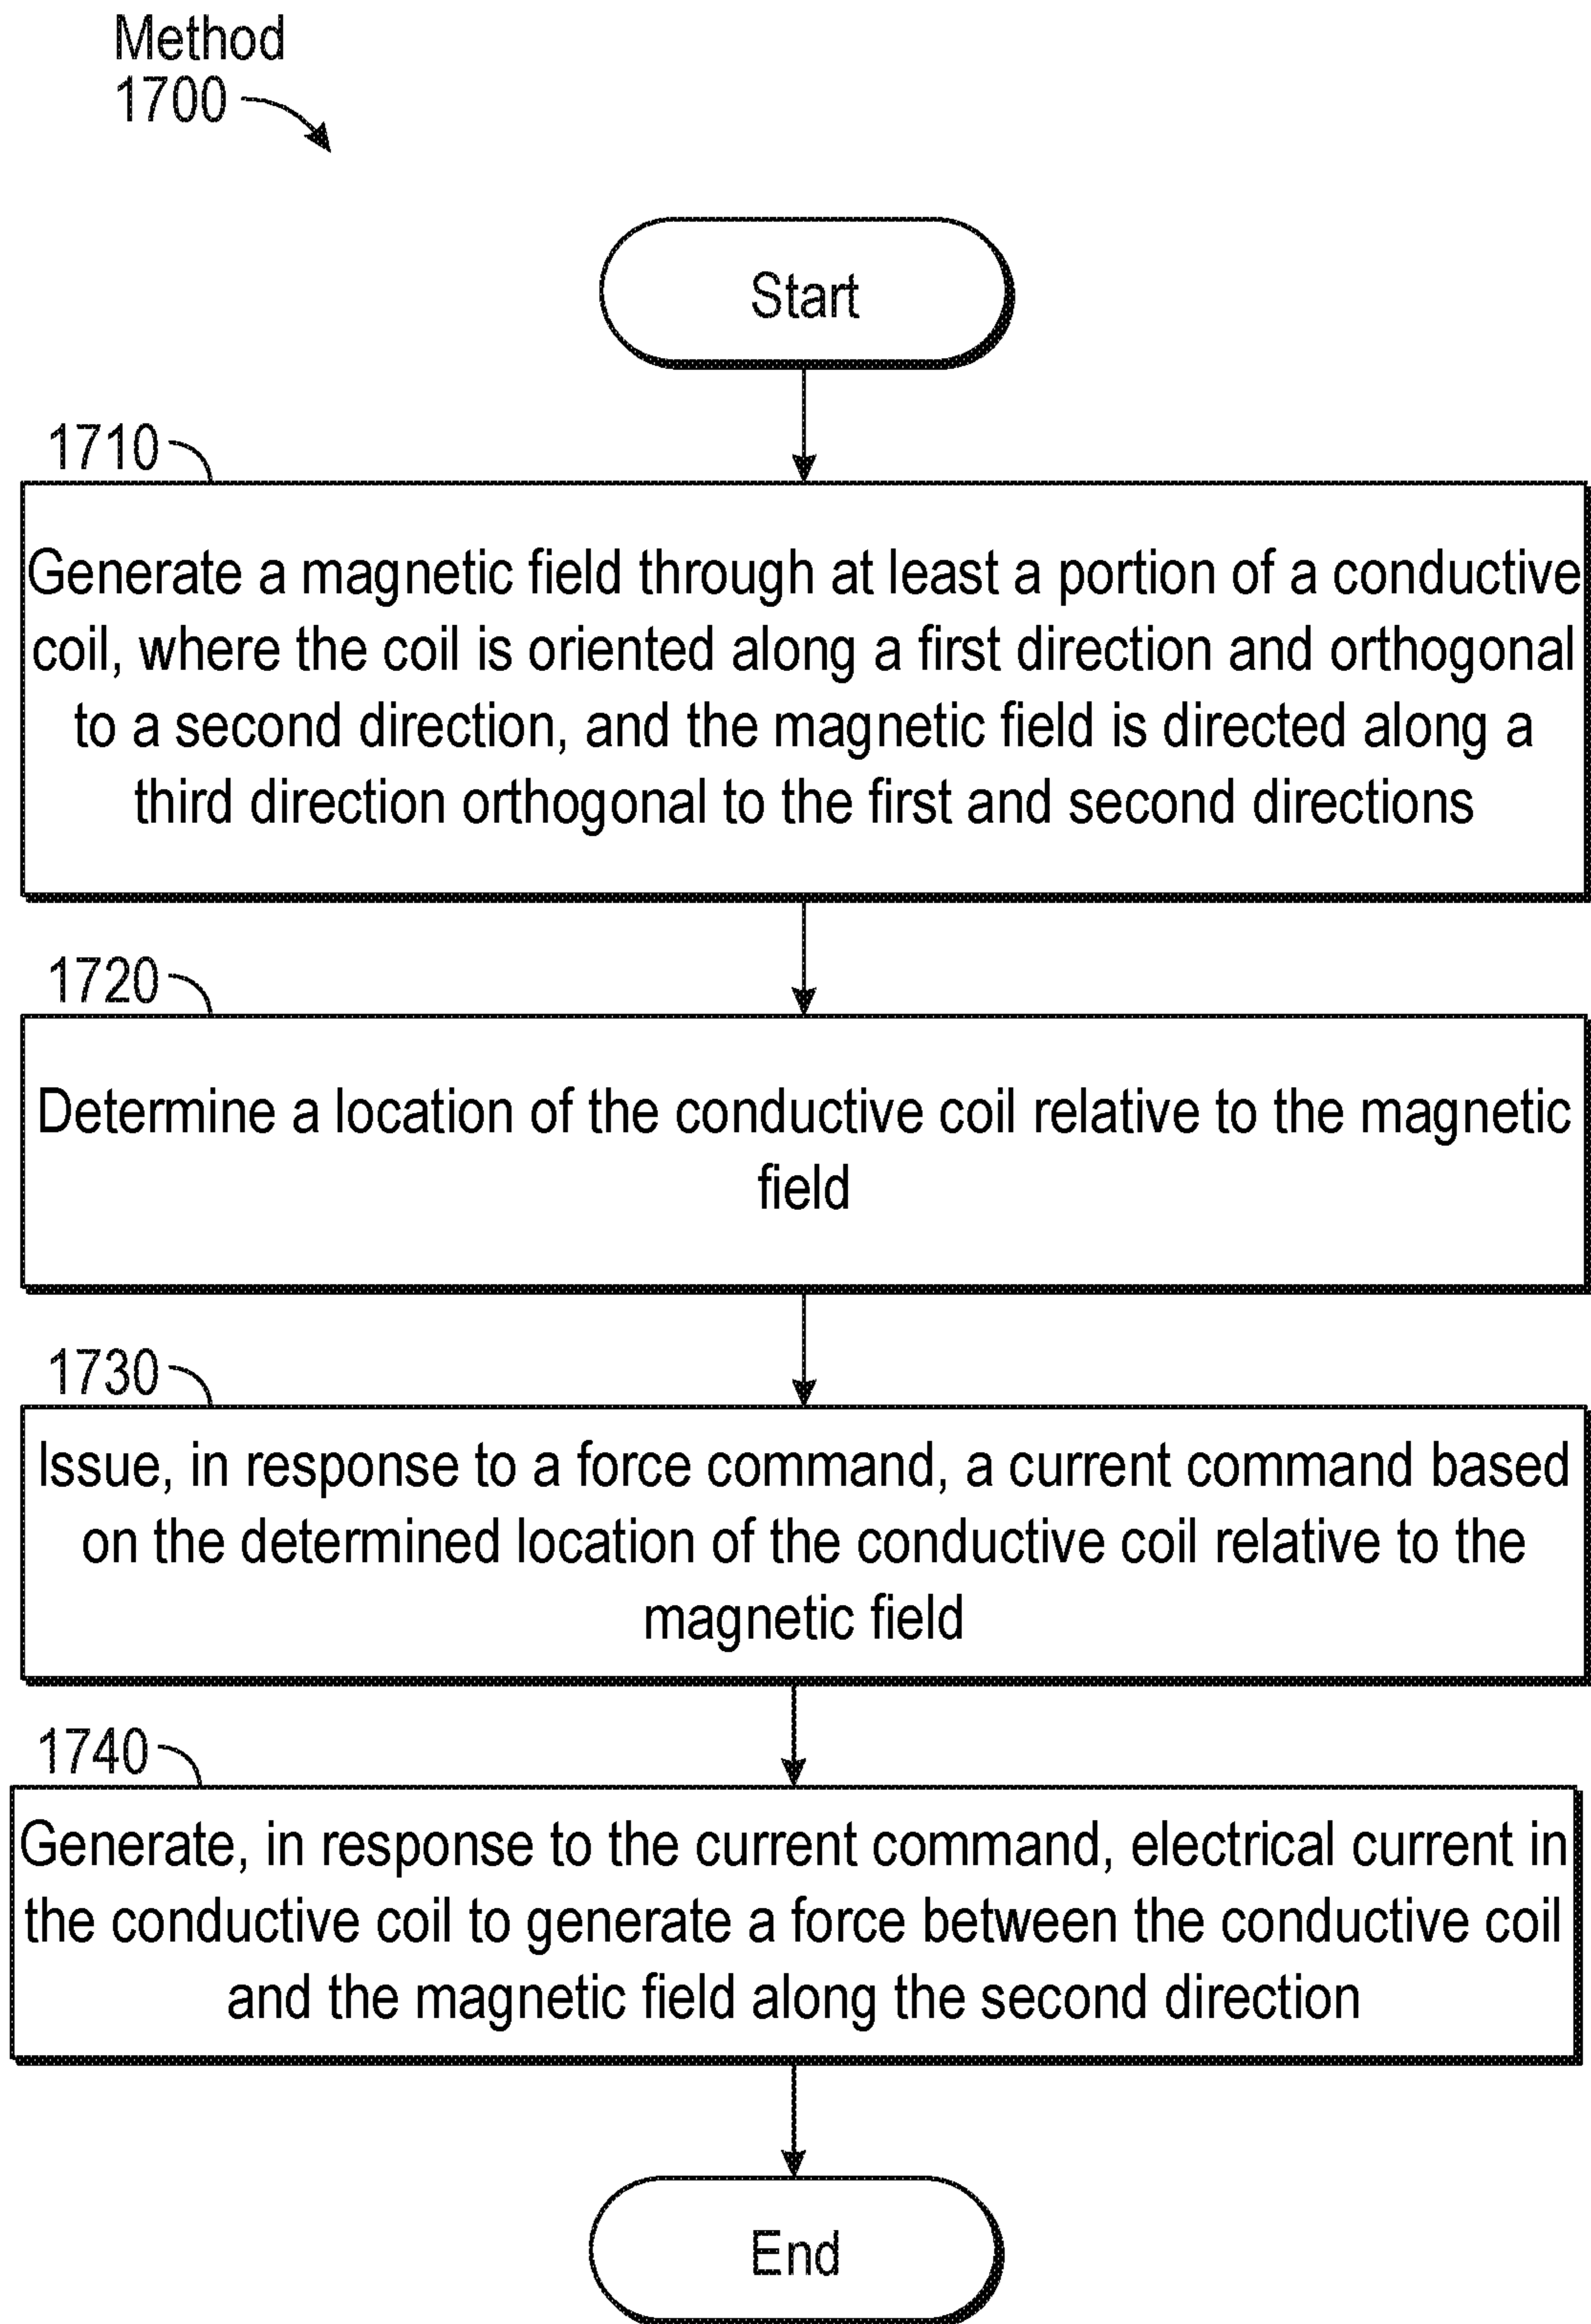 Method
1700
Start
1710
Generate a magnetic field through at least a portion of a conductive
coil, where the coil is oriented along a first direction and orthogonal
to a second direction, and the magnetic field is directed along a
third direction orthogonal to the first and second directions
1720
Determine a location of the conductive coil relative to the magnetic
field
1730
Issue, in response to a force command, a current command based
on the determined location of the conductive coil relative to the
magnetic field
1740
Generate, in response to the current command, electrical current in
the conductive coil to generate a force between the conductive coil
and the magnetic field along the second direction
End